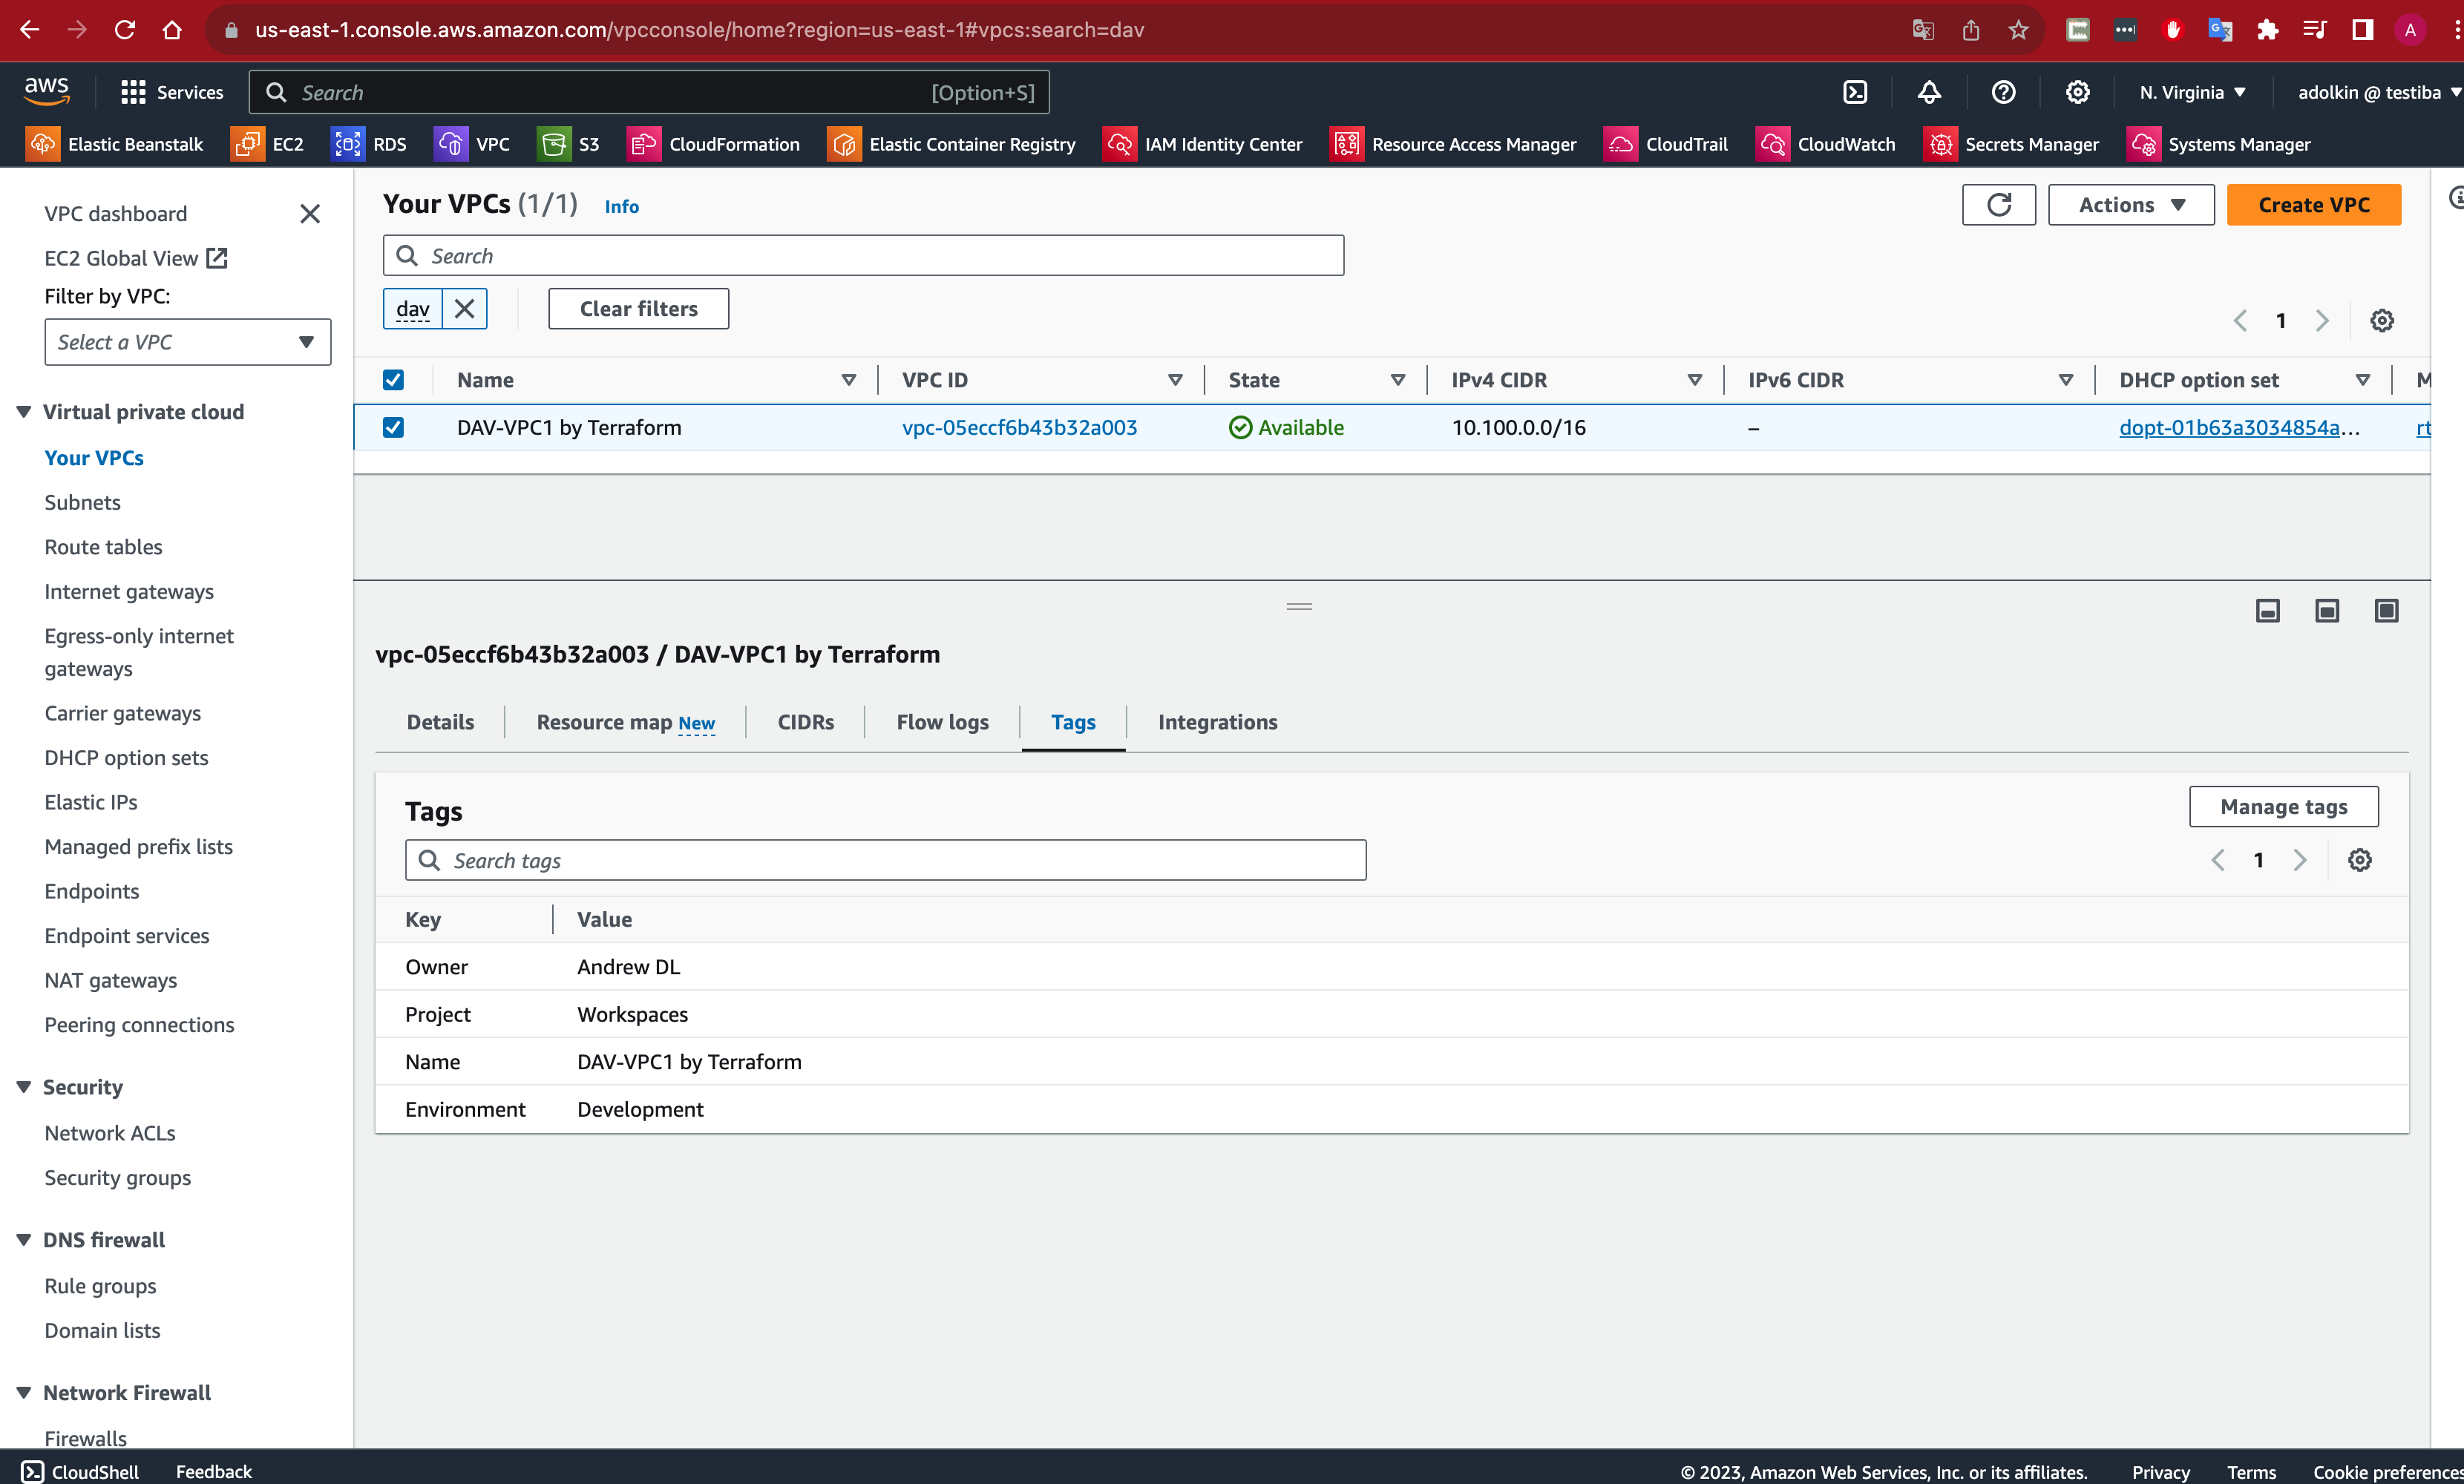 us-east-1.console.aws.amazon.com/vpcconsole/home?region=us-east-1#vpcs:search=dav
A
aws
Services
Search
[Option+S]
N. Virginia
adolkin @ testiba
Elastic Beanstalk
EC2
RDS
VPC
S3
CloudFormation
Elastic Container Registry
IAM Identity Center
Resource Access Manager
CloudTrail
CloudWatch
Secrets Manager
Systems Manager
VPC dashboard
EC2 Global View
Filter by VPC:
Select a VPC
Virtual private cloud
Your VPCs
Subnets
Route tables
Internet gateways
Egress-only internet
gateways
Carrier gateways
DHCP option sets
Elastic IPs
Managed prefix lists
Endpoints
Endpoint services
NAT gateways
Peering connections
Security
Network ACLs
Security groups
DNS firewall
Rule groups
Domain lists
Network Firewall
Firewalls
Your VPCs (1/1) Info
Actions
Create VPC
Search
dav
Clear filters
1
Name
VPC ID
State
IPv4 CIDR
IPv6 CIDR
DHCP option set
M
DAV-VPC1 by Terraform
vpc-05eccf6b43b32a003
Available
10.100.0.0/16
–
dopt-01b63a3034854a...
rt
vpc-05eccf6b43b32a003 / DAV-VPC1 by Terraform
Details
Resource map New
CIDRs
Flow logs
Tags
Integrations
Tags
Manage tags
Search tags
1
Key
Value
Owner
Andrew DL
Project
Workspaces
Name
DAV-VPC1 by Terraform
Environment
Development
CloudShell
Feedback
© 2023, Amazon Web Services, Inc. or its affiliates.
Privacy
Terms
Cookie preferences